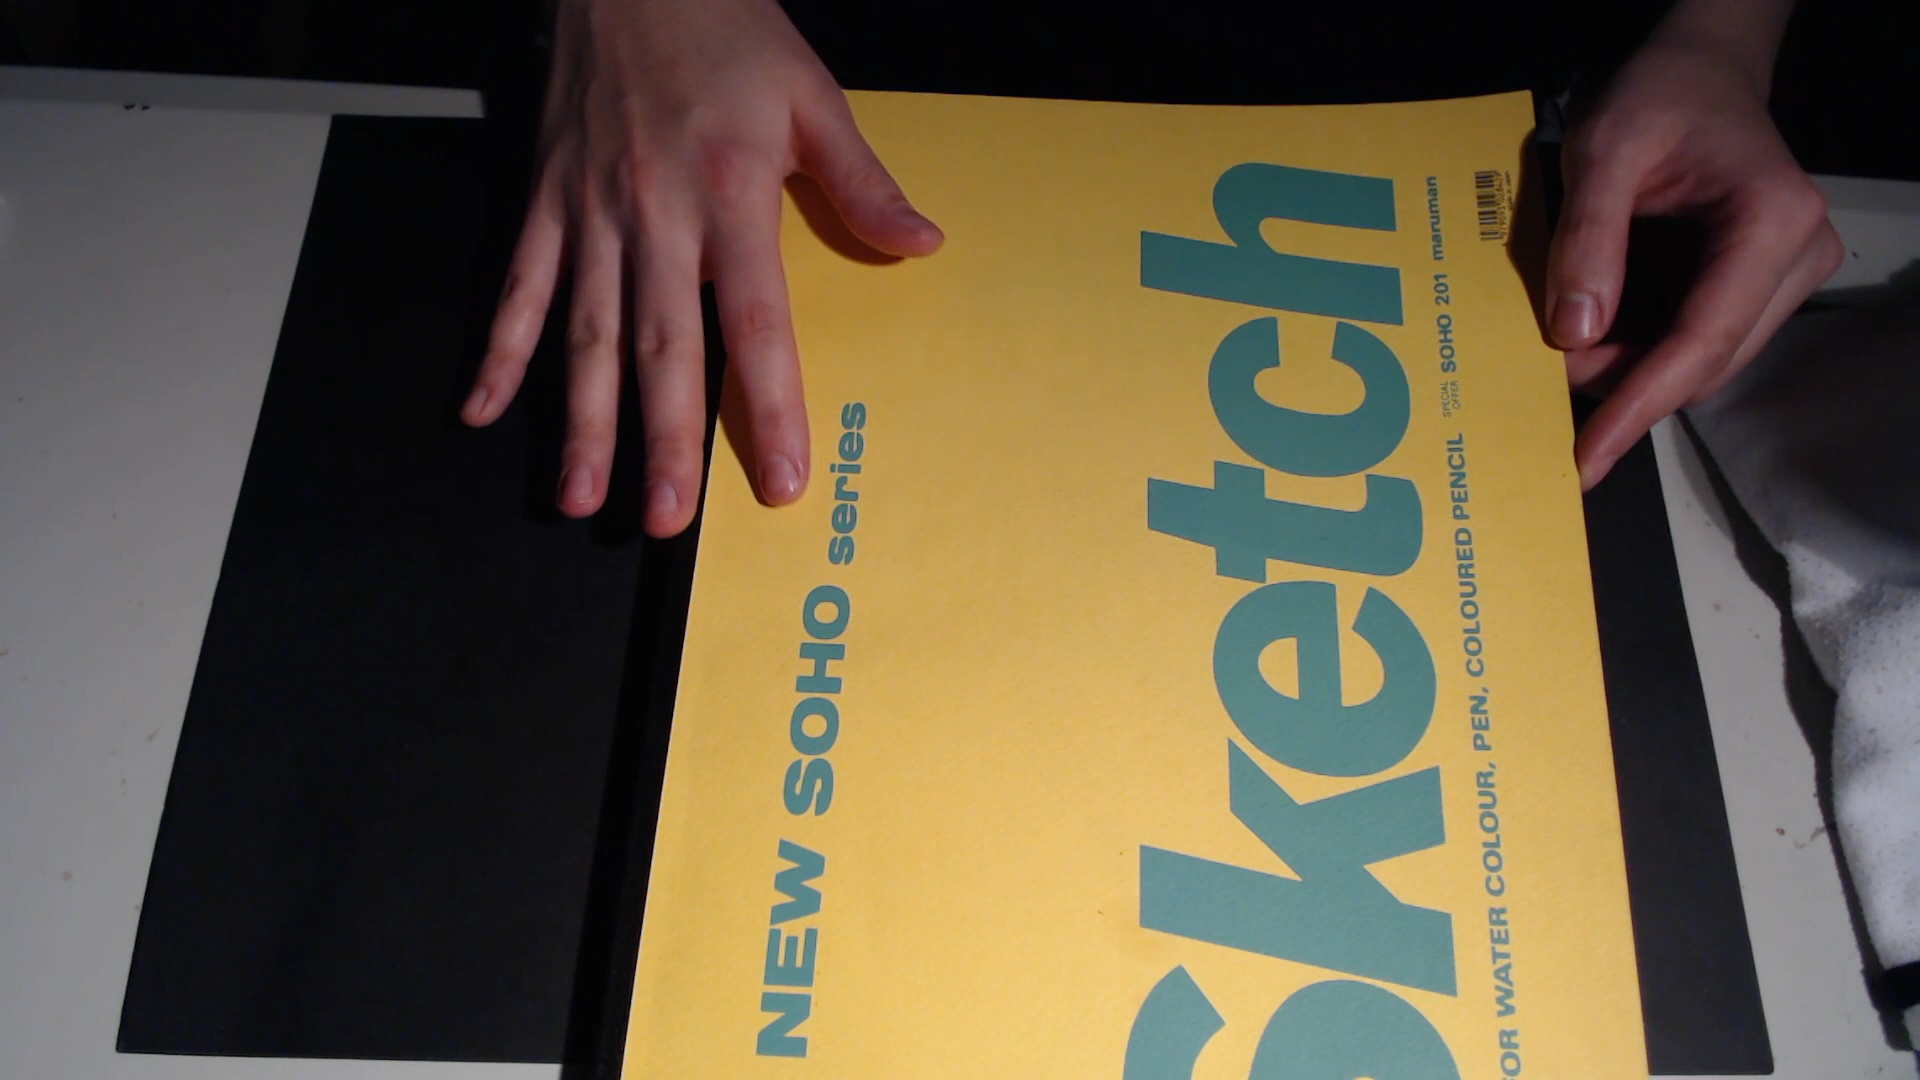 NEW SOHO series
Sketch
FOR WATER COLOUR, PEN, COLOURED PENCIL SPECIAL OFFER SOHO 201 maruman